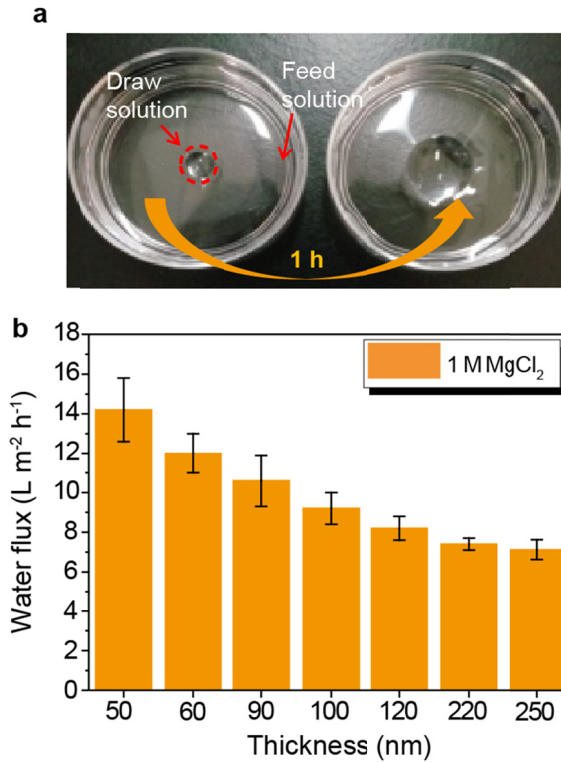 a
Draw
solution
Feed
solution
1 h
b
18
16
14
12
10
8
6
4
2
0
Water flux (L m⁻² h⁻¹)
1 M MgCl₂
50 60 90 100 120 220 250
Thickness (nm)